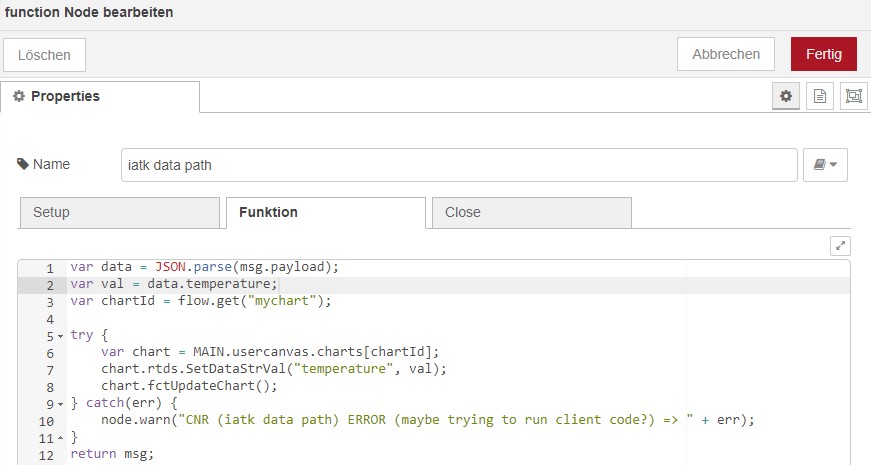 function Node bearbeiten
Löschen
Abbrechen
Fertig
Properties
Name
iatk data path
Setup
Funktion
Close
1 var data = JSON.parse(msg.payload);
2 var val = data.temperature;
3 var chartId = flow.get("mychart");
4
5 try {
6     var chart = MAIN.usercanvas.charts[chartId];
7     chart.rtds.SetDataStrVal("temperature", val);
8     chart.fctUpdateChart();
9 } catch(err) {
10     node.warn("CNR (iatk data path) ERROR (maybe trying to run client code?) => " + err);
11 }
12 return msg;